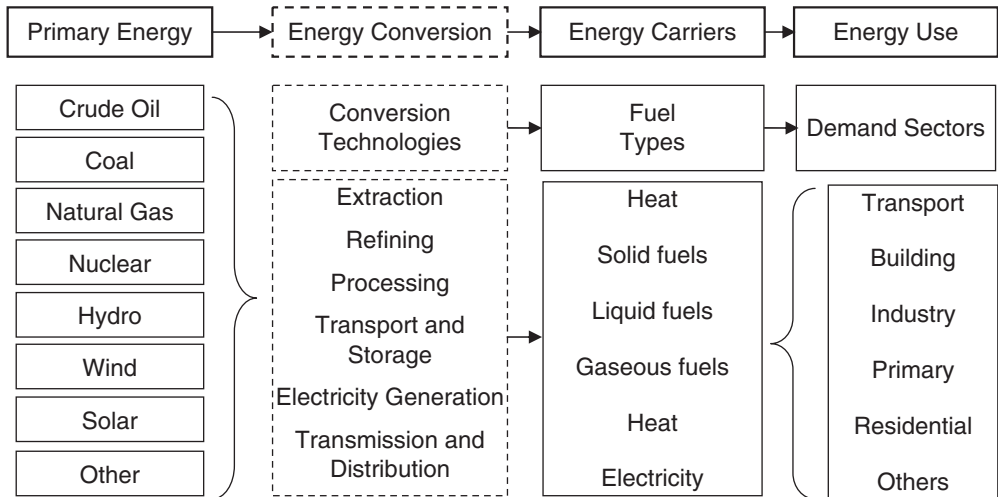 Primary Energy
Energy Conversion
Energy Carriers
Energy Use
Crude Oil
Coal
Natural Gas
Nuclear
Hydro
Wind
Solar
Other
Conversion
Technologies
Extraction
Refining
Processing
Transport and
Storage
Electricity Generation
Transmission and
Distribution
Fuel
Types
Heat
Solid fuels
Liquid fuels
Gaseous fuels
Heat
Electricity
Demand Sectors
Transport
Building
Industry
Primary
Residential
Others